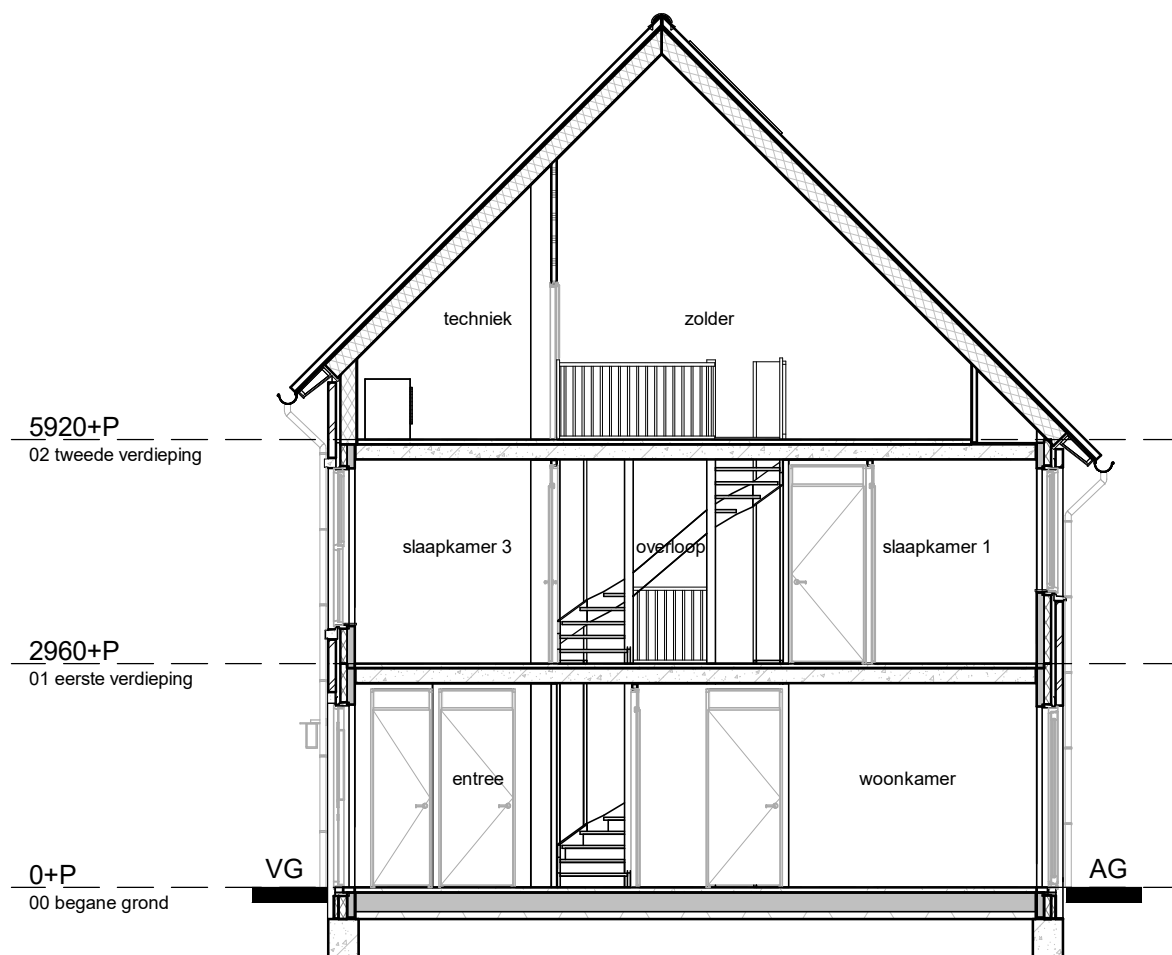 techniek
zolder
5920+P
02 tweede verdieping
slaapkamer 3
overloop
slaapkamer 1
2960+P
01 eerste verdieping
entree
woonkamer
VG
AG
0+P
00 begane grond